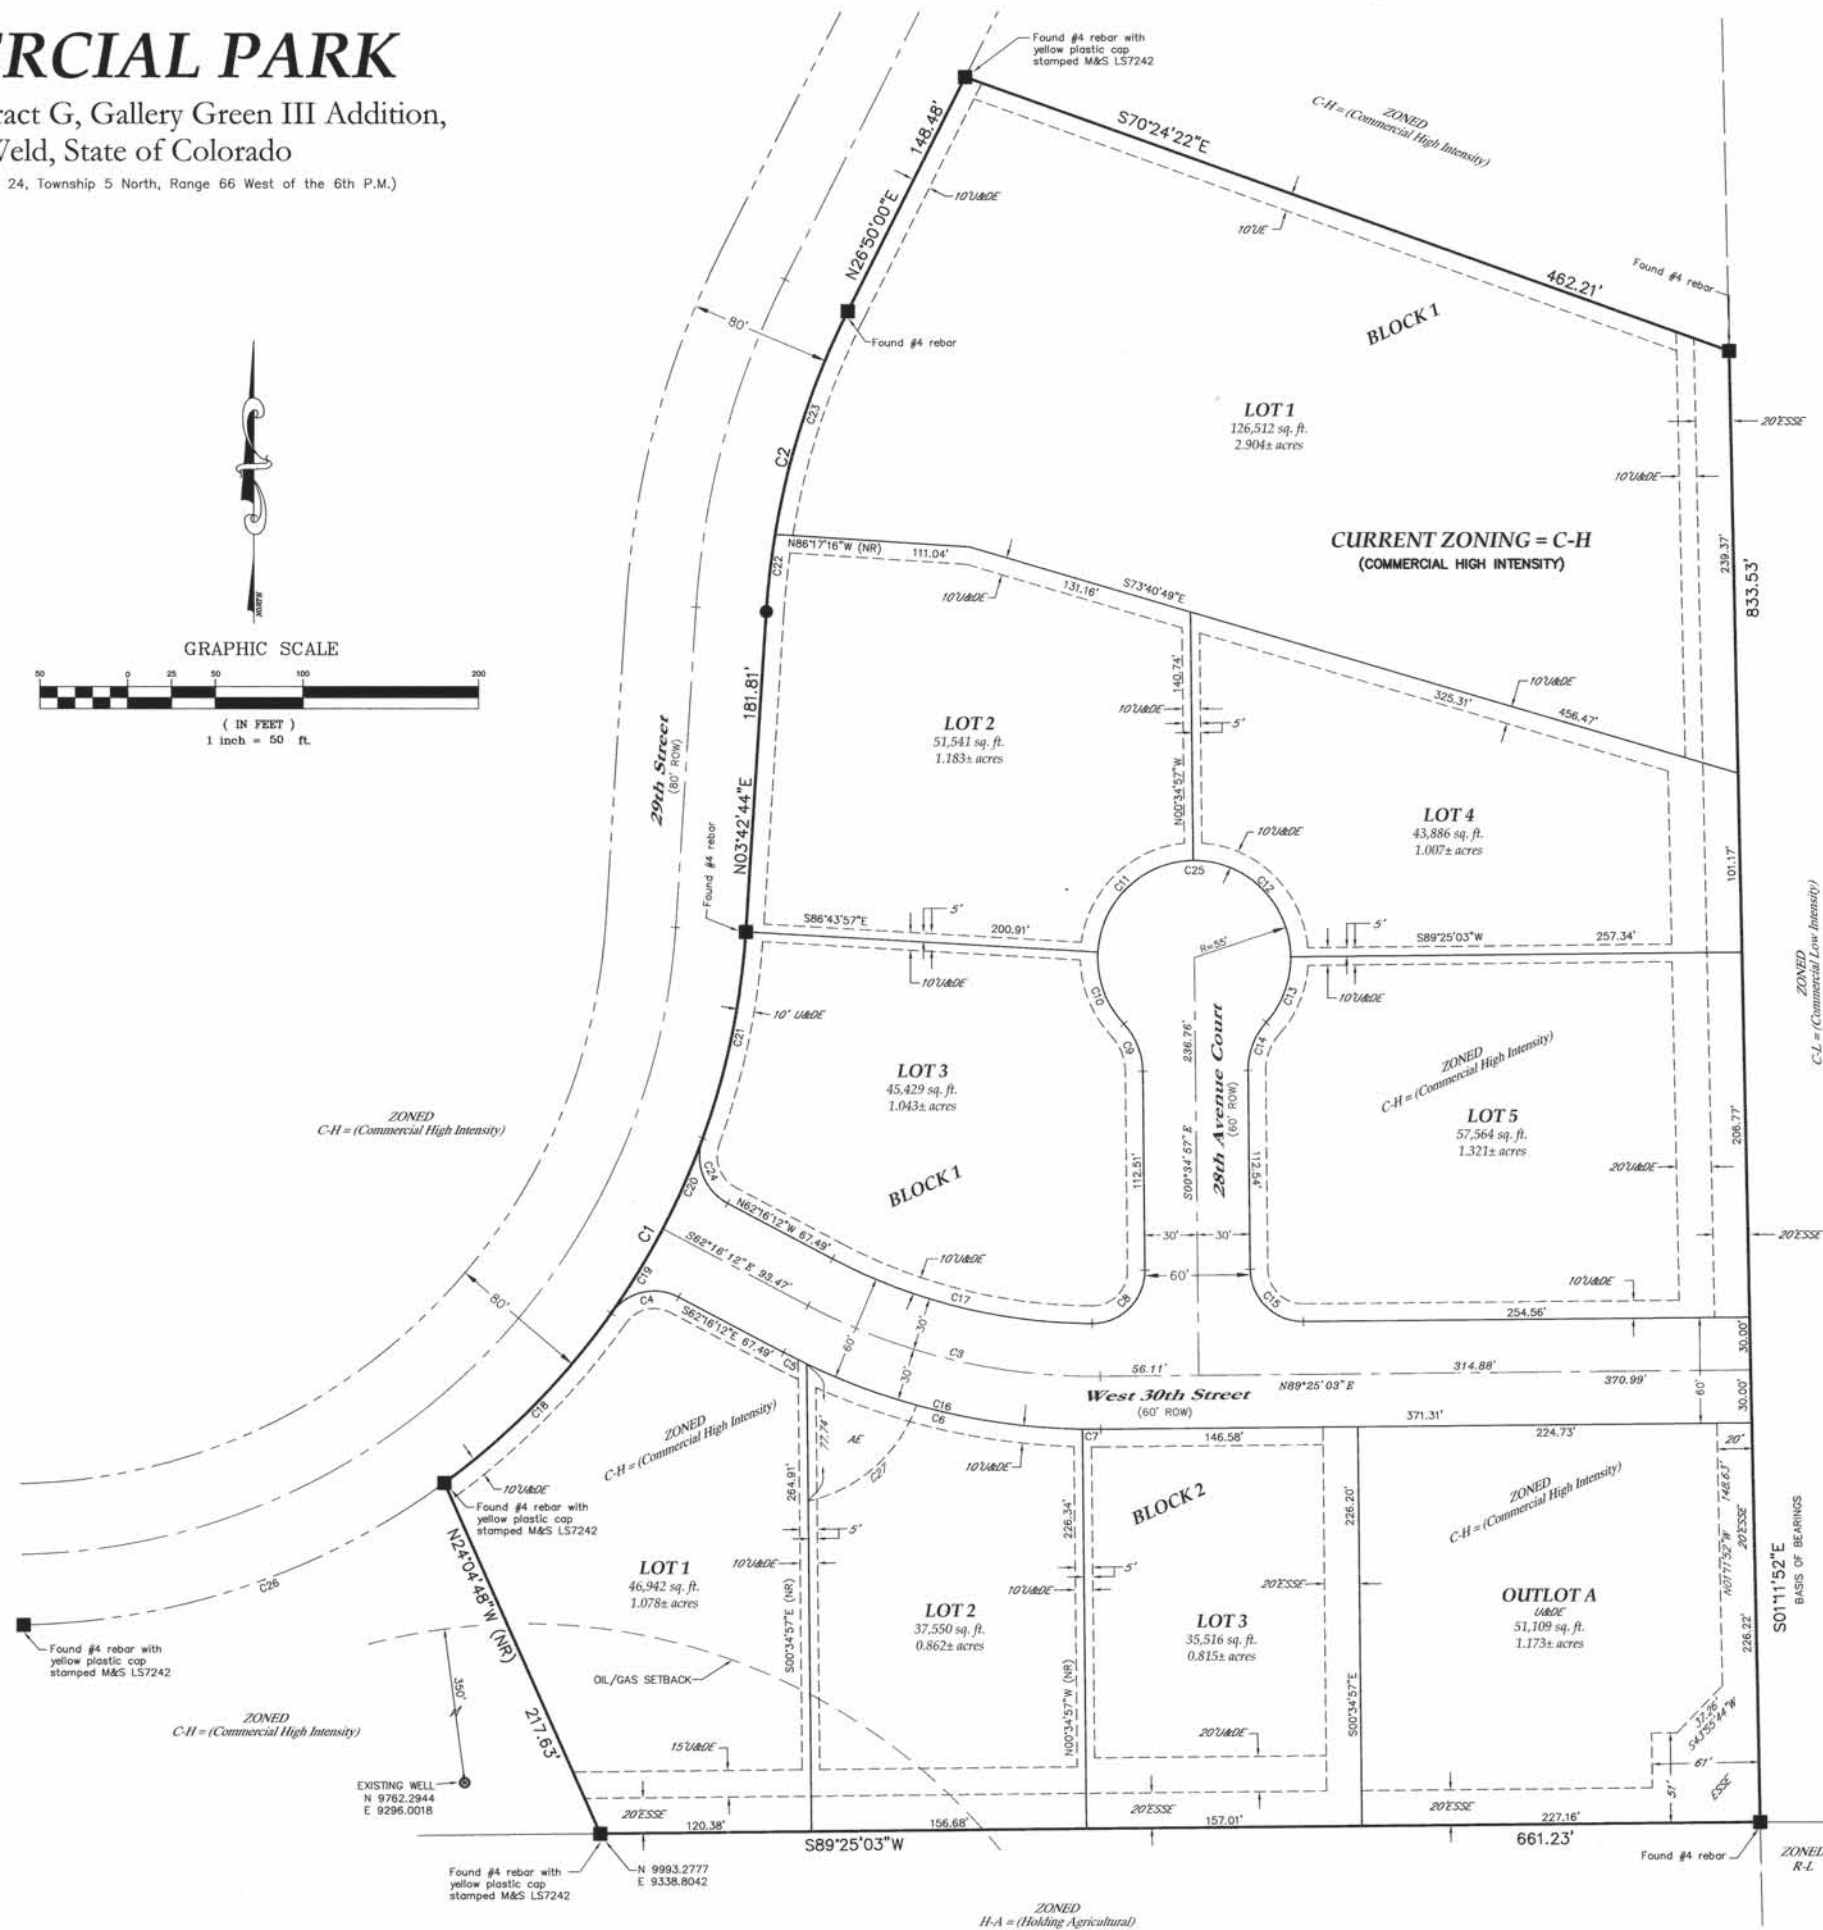 ERCIAL PARK
ract G, Gallery Green III Addition,
Weld, State of Colorado
24, Township 5 North, Range 66 West of the 6th P.M.)
NORTH
GRAPHIC SCALE
50 0 25 50 100 200
( IN FEET )
1 inch = 50 ft.
Found #4 rebar with
yellow plastic cap
stamped M&S LS7242
148.48'
N26°50'00"E
10'U&DE
S70°24'22"E
462.21'
10'UE
ZONED
C-H = (Commercial High Intensity)
Found #4 rebar
BLOCK 1
80'
Found #4 rebar
C23
C2
LOT 1
126,512 sq. ft.
2.904± acres
20'ESSE
10'U&DE
CURRENT ZONING = C-H
(COMMERCIAL HIGH INTENSITY)
239.37'
833.53'
N86°17'16"W (NR)
111.04'
C22
10'U&DE
131.16'
S73°40'49"E
10'U&DE
325.31'
456.47'
181.81'
N03°42'44"E
29th Street
(80' ROW)
Found #4 rebar
LOT 2
51,541 sq. ft.
1.183± acres
140.74'
10'U&DE
5'
N00°34'57"W
LOT 4
43,886 sq. ft.
1.007± acres
10'U&DE
101.17'
C11
C25
C12
R=55'
S86°43'57"E
5'
200.91'
10'U&DE
5'
S89°25'03"W
257.34'
10'U&DE
ZONED
C-L = (Commercial Low Intensity)
10' U&DE
C21
C10
C9
C13
C14
236.76'
S00°34'57"E
28th Avenue Court
(60' ROW)
LOT 3
45,429 sq. ft.
1.043± acres
BLOCK 1
ZONED
C-H = (Commercial High Intensity)
LOT 5
57,564 sq. ft.
1.321± acres
206.77'
20'U&DE
20'ESSE
ZONED
C-H = (Commercial High Intensity)
112.51'
112.54'
30'
30'
60'
C24
C20
C1
C19
N62°16'12"W 67.49'
S62°16'12"E 93.47'
10'U&DE
C17
C8
C15
10'U&DE
254.56'
80'
C4
S62°16'12"E 67.49'
C5
60'
30'
30'
C3
56.11'
314.88'
30.00'
30.00'
60'
West 30th Street
(60' ROW)
N89°25'03"E
370.99'
C18
ZONED
C-H = (Commercial High Intensity)
C16
C6
C7
371.31'
146.58'
224.73'
20'
77.74'
AE
C27
10'U&DE
BLOCK 2
264.91'
226.34'
226.20'
ZONED
C-H = (Commercial High Intensity)
148.63'
N01°11'52"W
20'ESSE
10'U&DE
Found #4 rebar with
yellow plastic cap
stamped M&S LS7242
C26
N24°04'48"W (NR)
217.63'
LOT 1
46,942 sq. ft.
1.078± acres
10'U&DE
5'
S00°34'57"E (NR)
LOT 2
37,550 sq. ft.
0.862± acres
10'U&DE
5'
N00°34'57"W (NR)
LOT 3
35,516 sq. ft.
0.815± acres
20'ESSE
S00°34'57"E
OUTLOT A
U&DE
51,109 sq. ft.
1.173± acres
226.22'
S01°11'52"E
BASIS OF BEARINGS
Found #4 rebar with
yellow plastic cap
stamped M&S LS7242
350'
OIL/GAS SETBACK
ZONED
C-H = (Commercial High Intensity)
EXISTING WELL
N 9762.2944
E 9296.0018
15'U&DE
20'U&DE
37.26'
S43°55'44"W
61'
51'
ESSE
20'ESSE
20'ESSE
20'ESSE
120.38'
156.68'
157.01'
227.16'
S89°25'03"W
661.23'
Found #4 rebar with
yellow plastic cap
stamped M&S LS7242
N 9993.2777
E 9338.8042
Found #4 rebar
ZONED
R-L
ZONED
H-A = (Holding Agricultural)